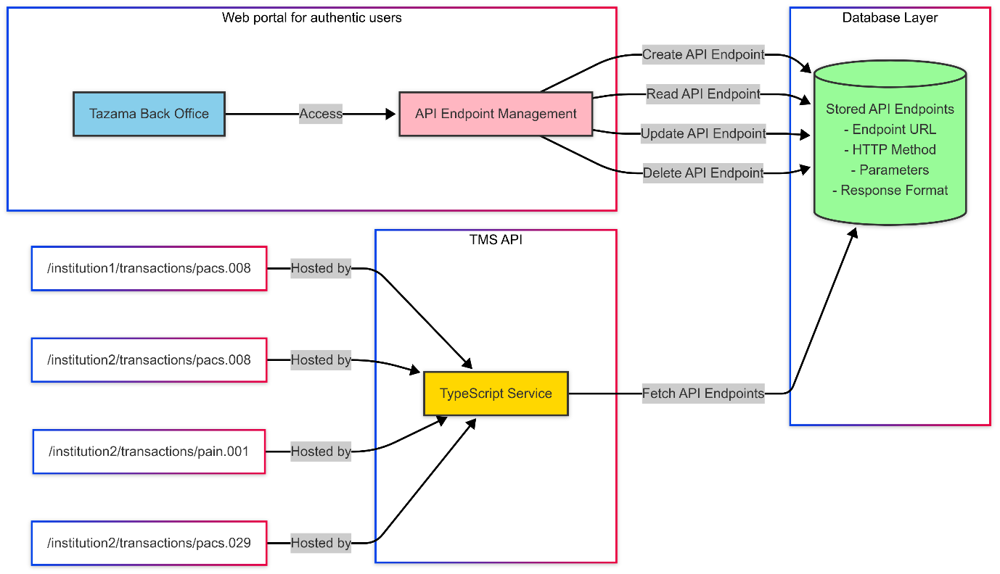 Web portal for authentic users
Database Layer
Create API Endpoint
Read API Endpoint
Update API Endpoint
Delete API Endpoint
Tazama Back Office
Access
API Endpoint Management
Stored API Endpoints
- Endpoint URL
- HTTP Method
- Parameters
- Response Format
TMS API
/institution1/transactions/pacs.008
Hosted by
/institution2/transactions/pacs.008
Hosted by
TypeScript Service
Fetch API Endpoints
/institution2/transactions/pain.001
Hosted by
/institution2/transactions/pacs.029
Hosted by